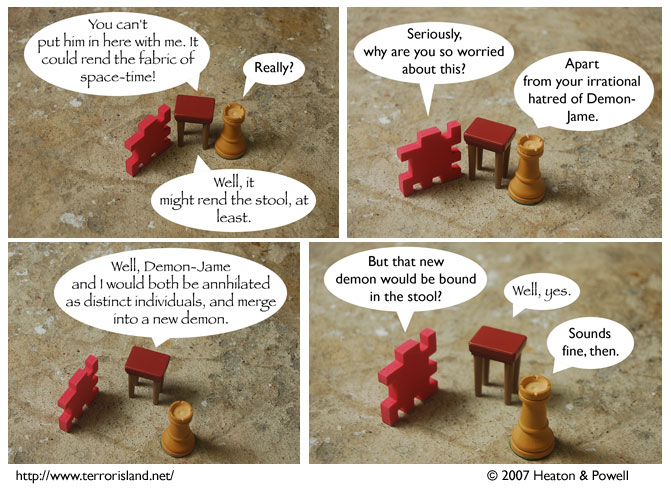 You can't
put him in here with me. It
could rend the fabric of
space-time!
Really?
Well, it
might rend the stool, at
least.
Seriously,
why are you so worried
about this?
Apart
from your irrational
hatred of Demon-
Jame.
Well, Demon-Jame
and I would both be annhilated
as distinct individuals, and merge
into a new demon.
But that new
demon would be bound
in the stool?
Well, yes.
Sounds
fine, then.
http://www.terrorisland.net/
© 2007 Heaton & Powell